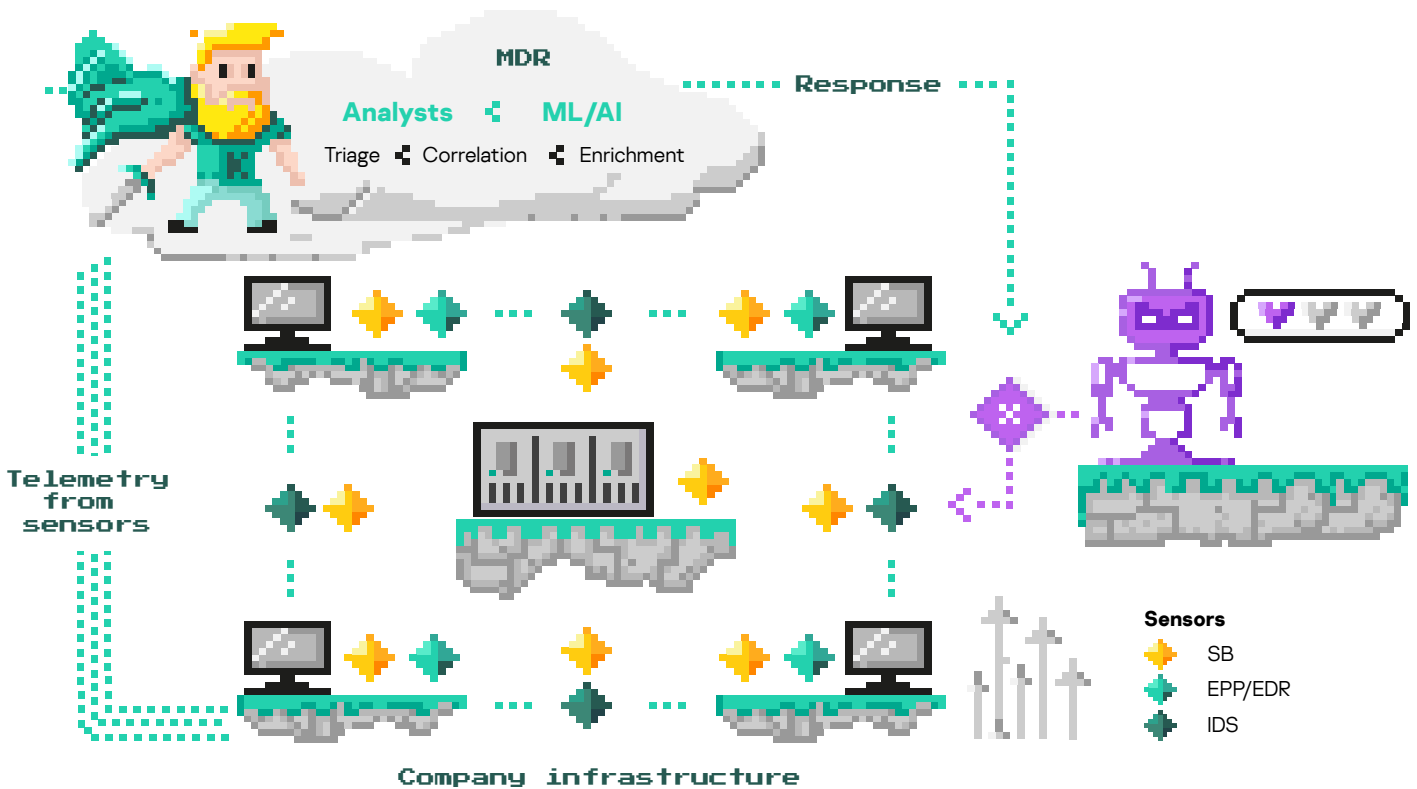 MDR
Response
Analysts ML/AI
Triage Correlation Enrichment
K
Telemetry
from
sensors
Sensors
SB
EPP/EDR
IDS
Company infrastructure